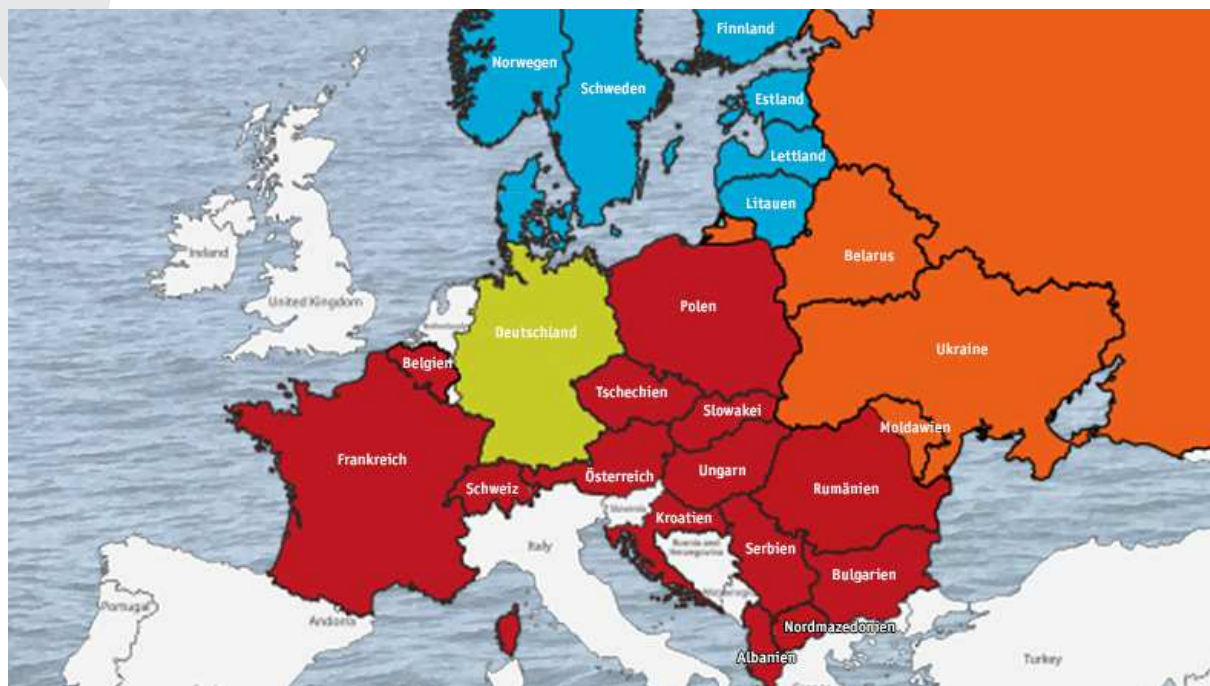 Finnland
Norwegen
Schweden
Estland
Lettland
Litauen
Ireland
Belarus
United Kingdom
Polen
Deutschland
Ukraine
Belgien
Tschechien
Slowakei
Moldawien
Frankreich
Österreich
Ungarn
Schweiz
Rumänien
Kroatien
Italy
Serbien
Bulgarien
Portugal
Andorra
Nordmazedonien
Albanien
Turkey